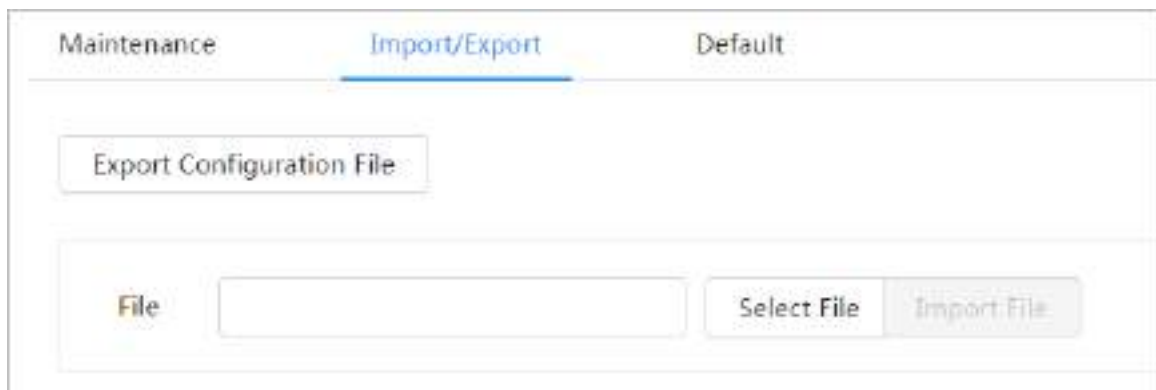 Maintenance Import/Export Default
Export Configuration File
File Select File Import File